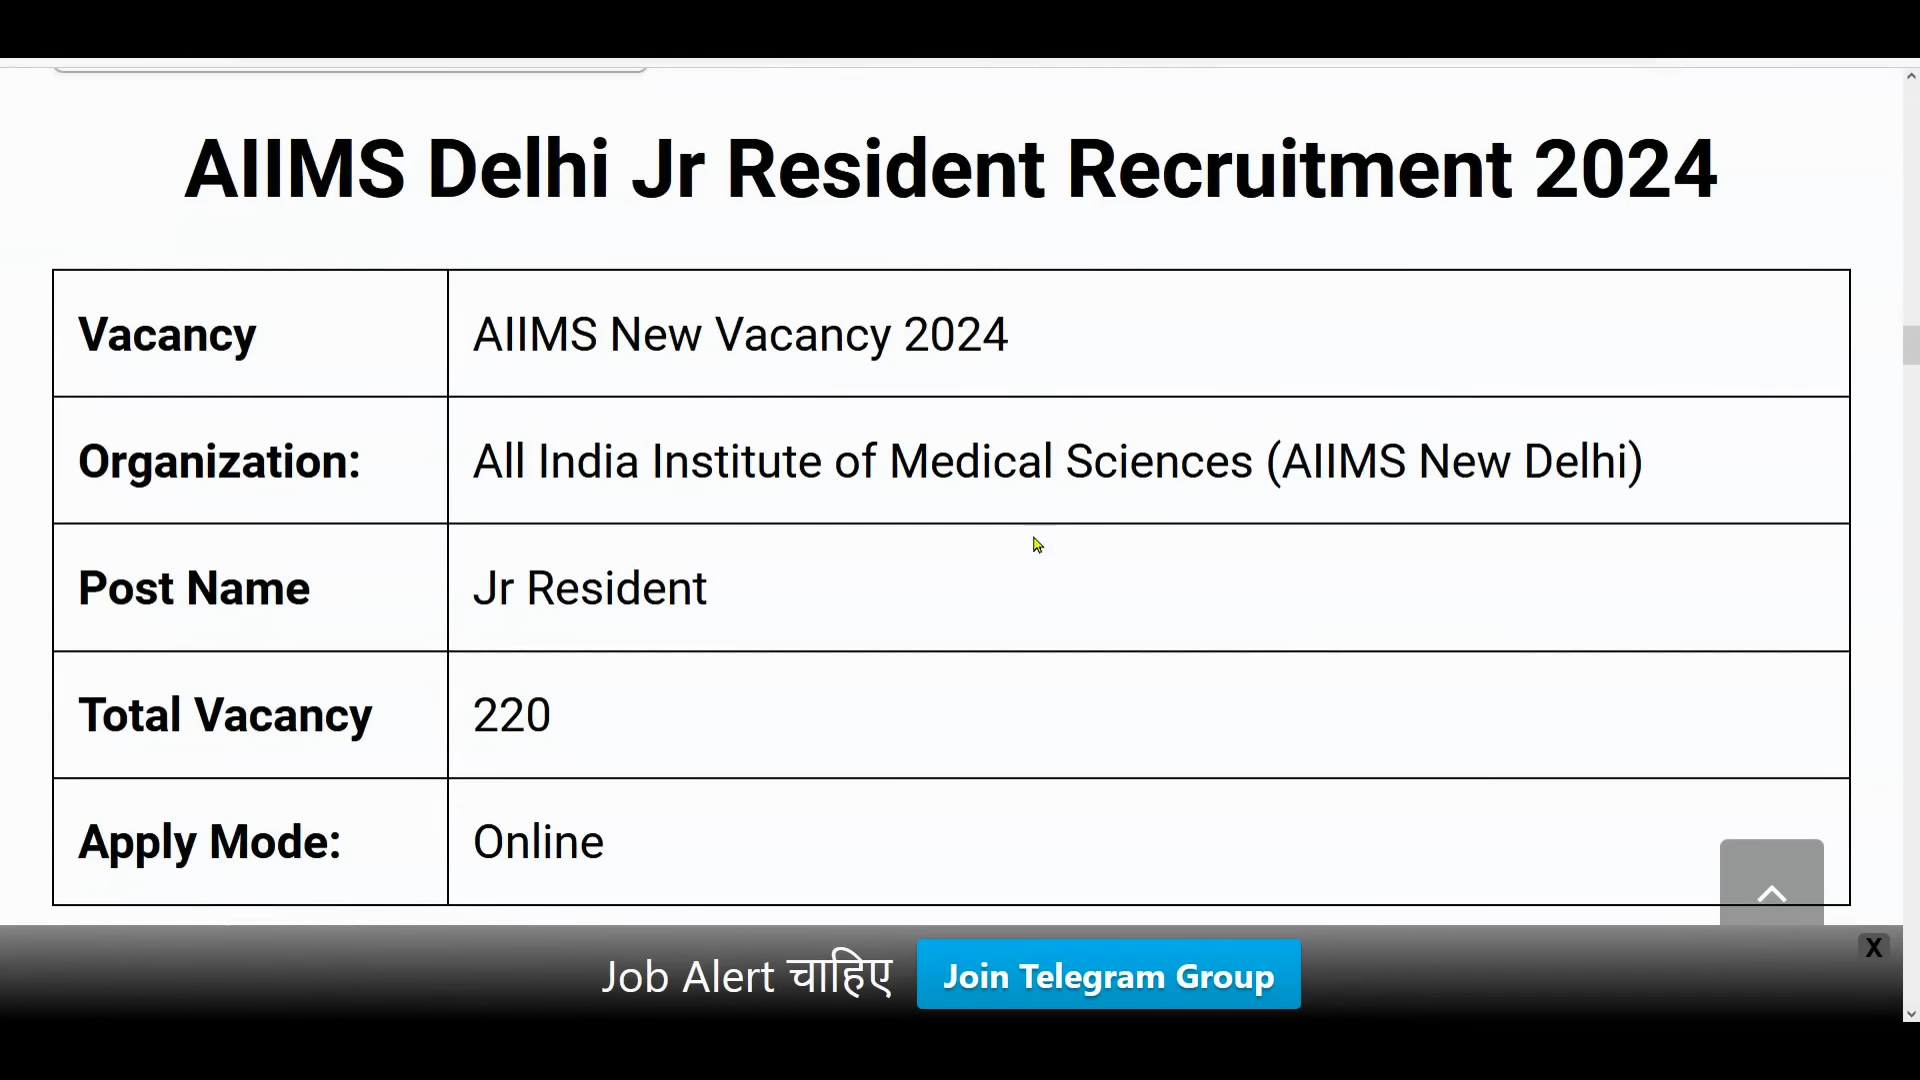 AIIMS Delhi Jr Resident Recruitment 2024
Vacancy AIIMS New Vacancy 2024
Organization: All India Institute of Medical Sciences (AIIMS New Delhi)
Post Name Jr Resident
Total Vacancy 220
Apply Mode: Online
X
Job Alert चाहिए Join Telegram Group